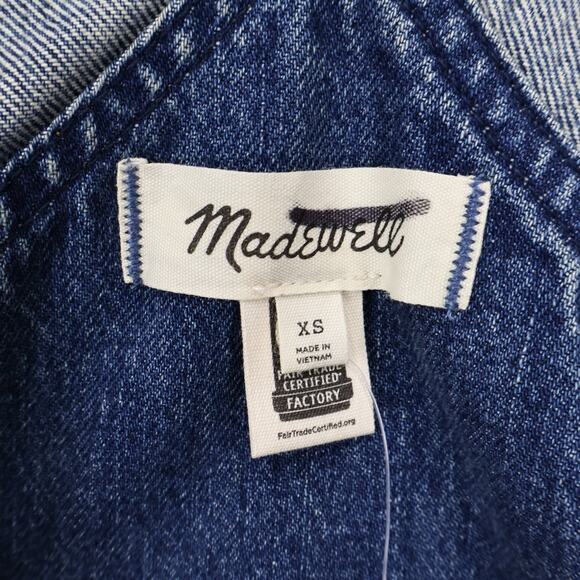 Madewell
XS
MADE IN
VIETNAM
FAIR TRADE
CERTIFIED
FACTORY
FairTradeCertified.org